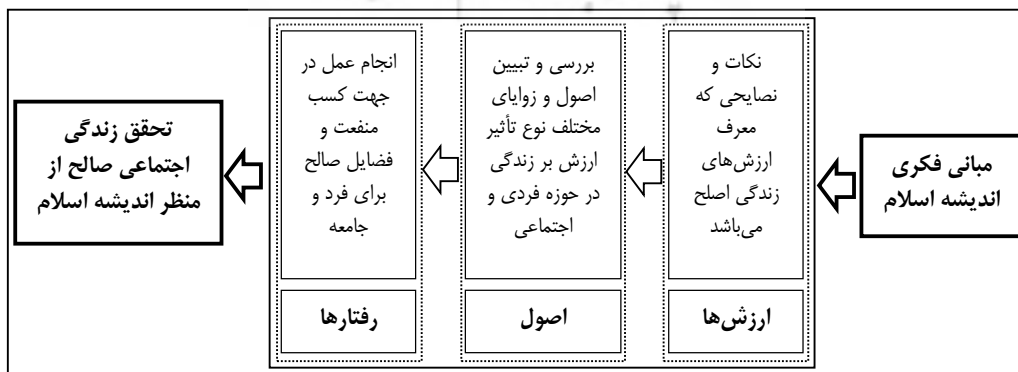 مبانی فکری
اندیشه اسلام
نکات و
نصایحی که
معرف
ارزش‌های
زندگی اصلح
می‌باشد
ارزش‌ها
بررسی و تبیین
اصول و زوایای
مختلف نوع تأثیر
ارزش بر زندگی
در حوزه فردی و
اجتماعی
اصول
انجام عمل در
جهت کسب
منفعت و
فضایل صالح
برای فرد و
جامعه
رفتارها
تحقق زندگی
اجتماعی صالح از
منظر اندیشه اسلام